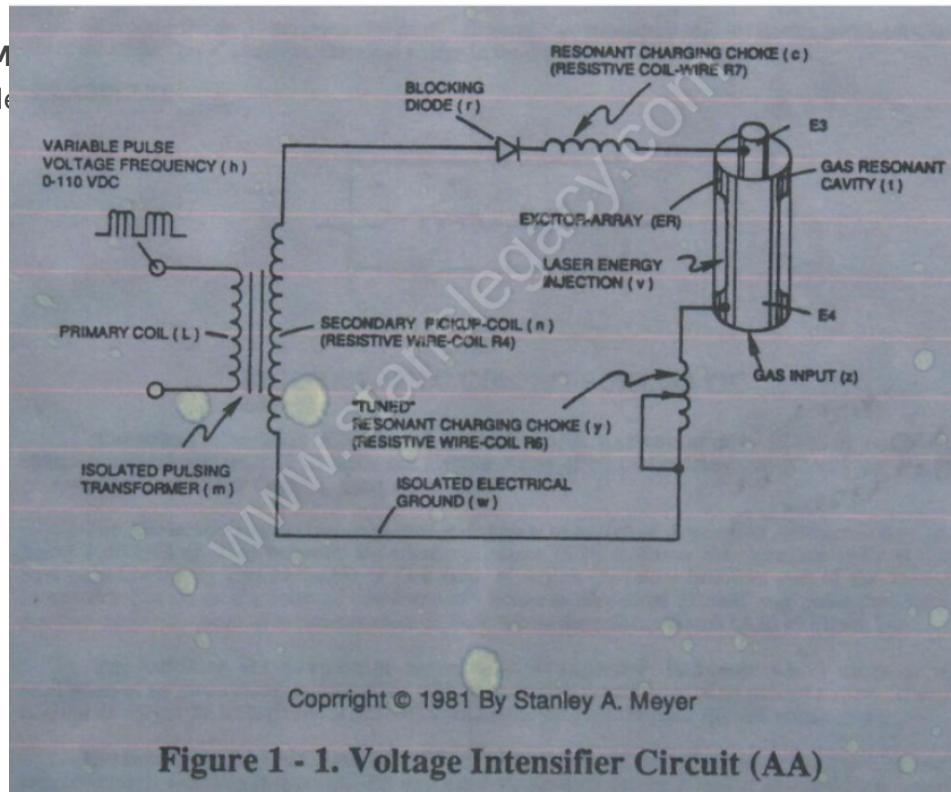 RESONANT CHARGING CHOKE ( c )
(RESISTIVE COIL-WIRE R7)
BLOCKING
DIODE ( r )
E3
VARIABLE PULSE
VOLTAGE FREQUENCY ( h )
0-110 VDC
GAS RESONANT
CAVITY ( t )
EXCITOR-ARRAY (ER)
LASER ENERGY
INJECTION ( v )
PRIMARY COIL ( L )
SECONDARY PICKUP-COIL ( n )
(RESISTIVE WIRE-COIL R4)
E4
GAS INPUT (z)
"TUNED"
RESONANT CHARGING CHOKE ( y )
(RESISTIVE WIRE-COIL R6)
ISOLATED PULSING
TRANSFORMER ( m )
ISOLATED ELECTRICAL
GROUND ( w )
www.stanslegacy.com
Copright © 1981 By Stanley A. Meyer
Figure 1 - 1. Voltage Intensifier Circuit (AA)